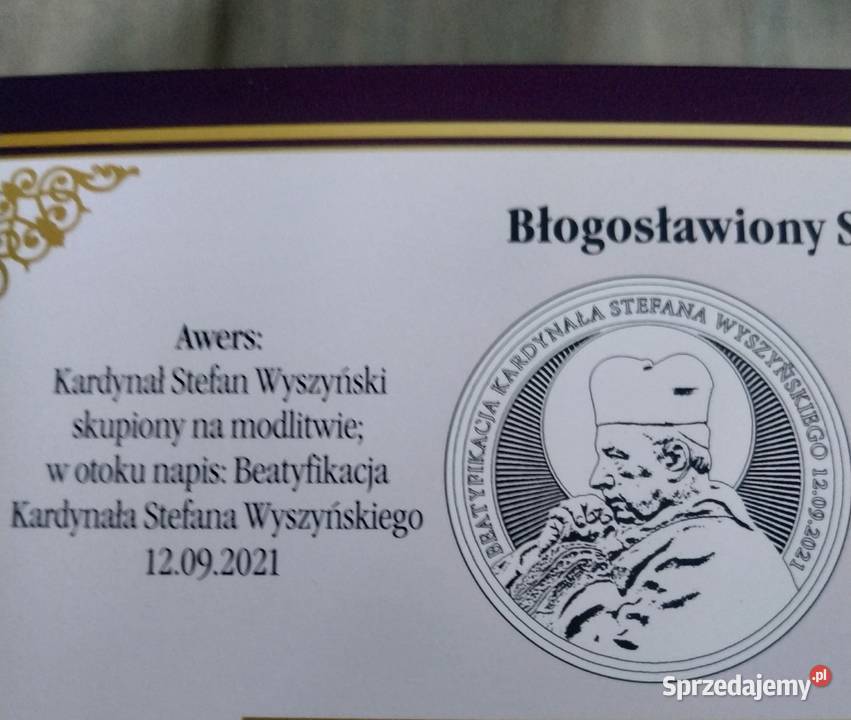 Błogosławiony S
Awers:
Kardynał Stefan Wyszyński
skupiony na modlitwie;
w otoku napis: Beatyfikacja
Kardynała Stefana Wyszyńskiego
12.09.2021
BEATYFIKACJA KARDYNAŁA STEFANA WYSZYŃSKIEGO 12.09.2021
Sprzedajemy.pl